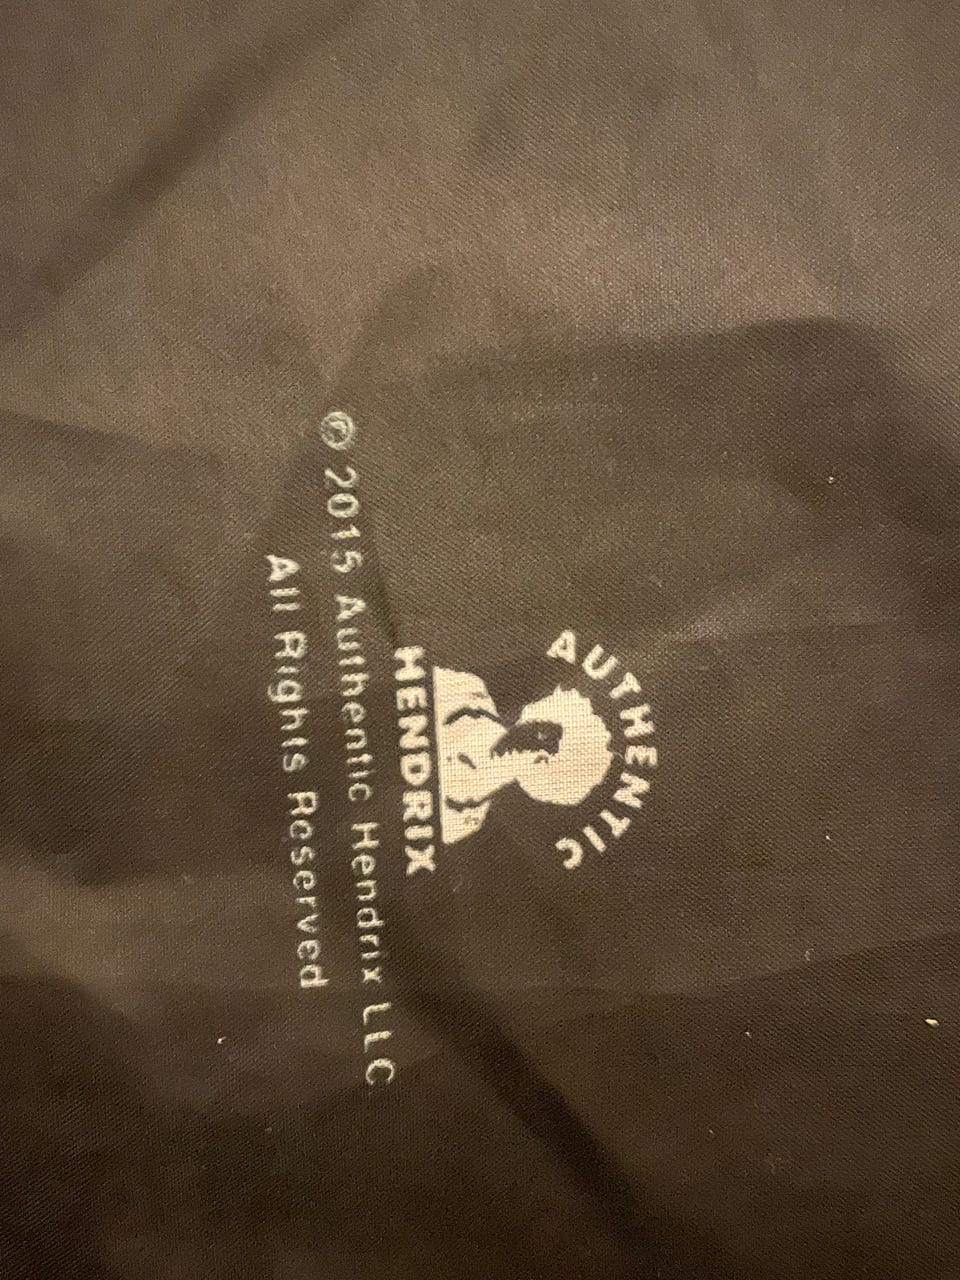 AUTHENTIC
HENDRIX
© 2015 Authentic Hendrix LLC
All Rights Reserved